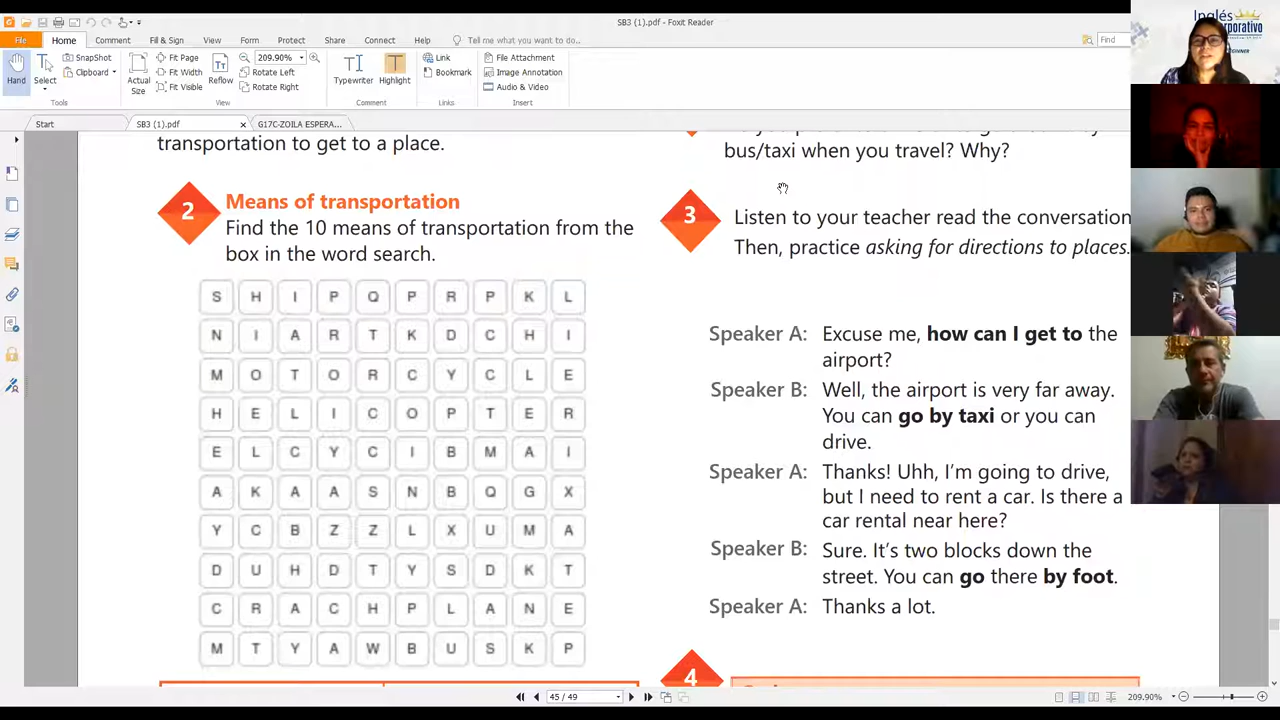 SB3 (1).pdf - Foxit Reader
File Home Comment Fill & Sign View Form Protect Share Connect Help Tell me what you want to do.. Find
Hand Select SnapShot Clipboard Actual Size Fit Page Fit Width Fit Visible Reflow 209.90% Rotate Left Rotate Right Typewriter Highlight Link Bookmark File Attachment Image Annotation Audio & Video
Tools View Comment Links Insert
Start SB3 (1).pdf G17C-ZOILA ESPERA...
transportation to get to a place.
2 Means of transportation
Find the 10 means of transportation from the
box in the word search.
S H I P Q P R P K L
N I A R T K D C H I
M O T O R C Y C L E
H E L I C O P T E R
E L C Y C I B M A I
A K A A S N B Q G X
Y C B Z Z L X U M A
D U H D T Y S D K T
C R A C H P L A N E
M T Y A W B U S K P
bus/taxi when you travel? Why?
3 Listen to your teacher read the conversation
Then, practice asking for directions to places.
Speaker A: Excuse me, how can I get to the
airport?
Speaker B: Well, the airport is very far away.
You can go by taxi or you can
drive.
Speaker A: Thanks! Uhh, I'm going to drive,
but I need to rent a car. Is there a
car rental near here?
Speaker B: Sure. It's two blocks down the
street. You can go there by foot.
Speaker A: Thanks a lot.
4
45 / 49
209.90%
Inglés